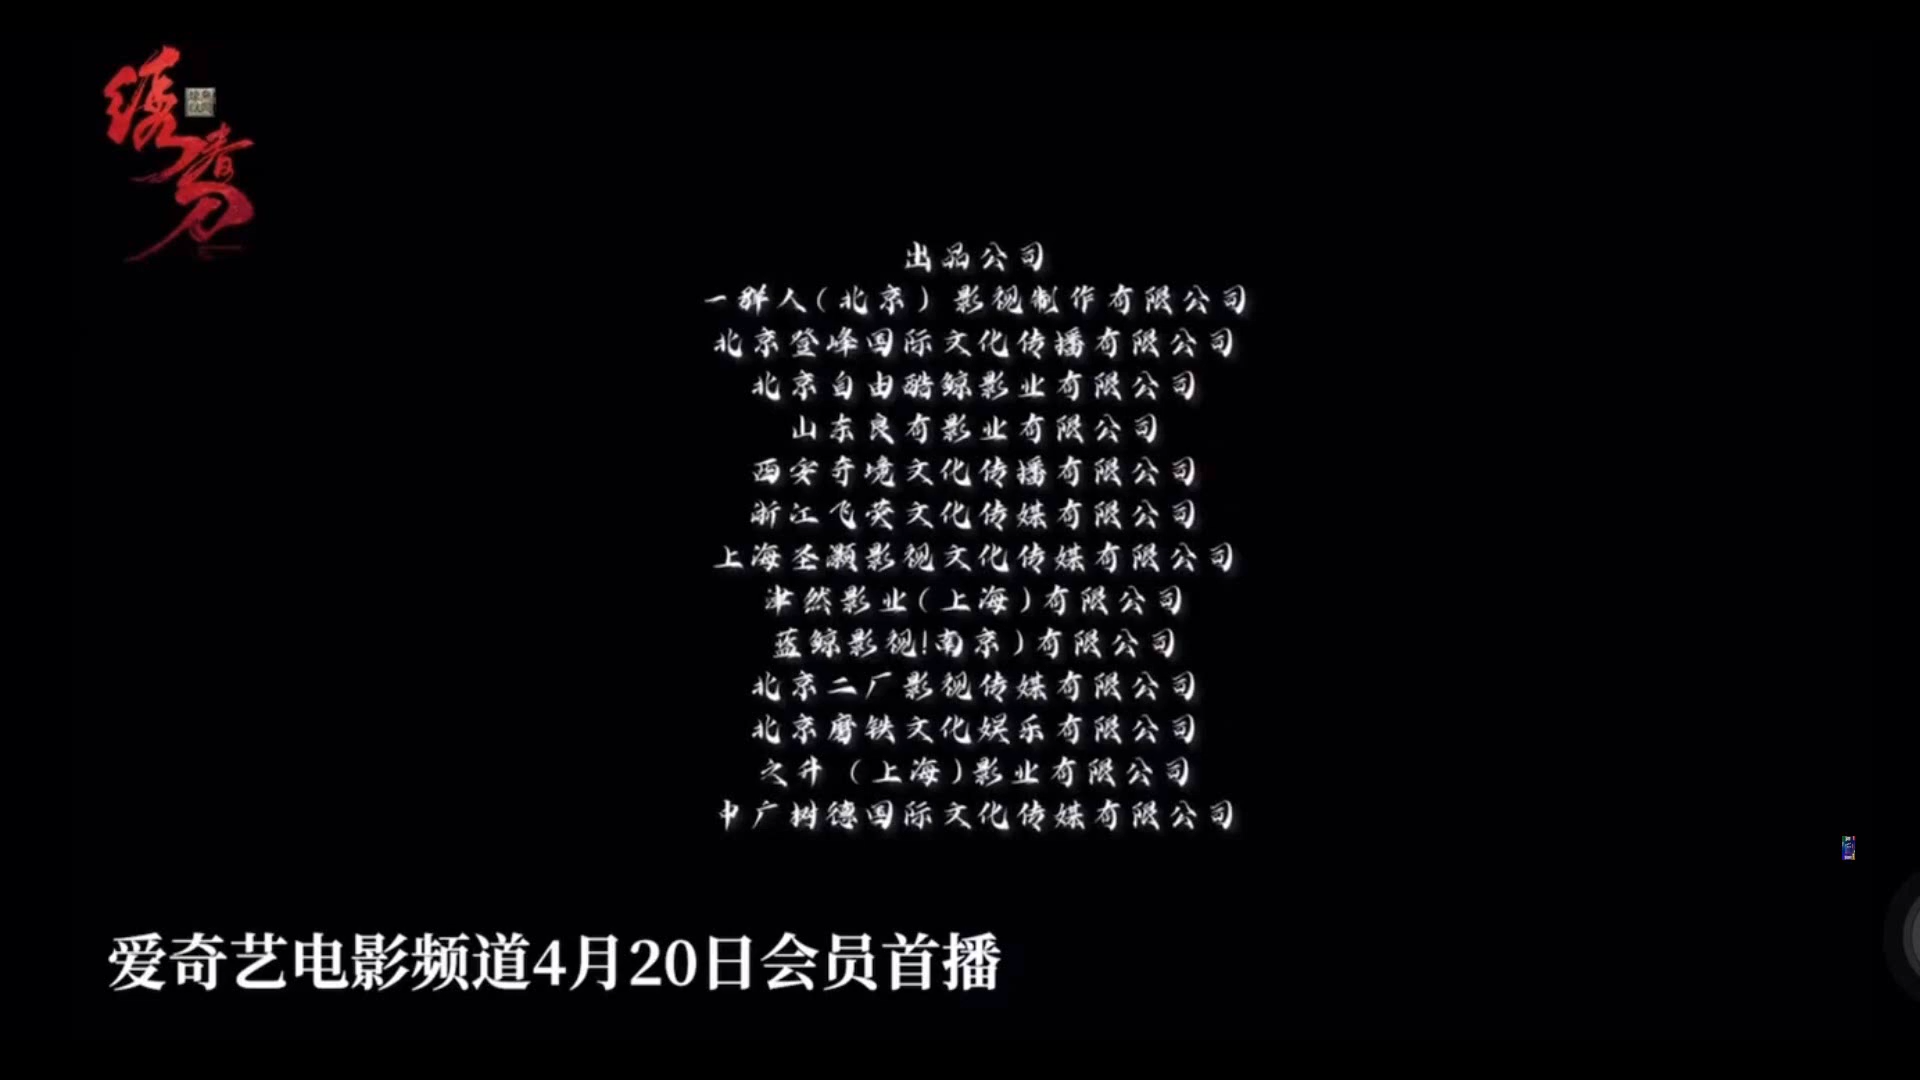 绣春刀
出品公司
一群人(北京)影视制作有限公司
北京登峰国际文化传播有限公司
北京自由酷鲸影业有限公司
山东良有影业有限公司
西安奇境文化传播有限公司
浙江飞荧文化传媒有限公司
上海圣灏影视文化传媒有限公司
津然影业(上海)有限公司
蓝鲸影视(南京)有限公司
北京二厂影视传媒有限公司
北京磨铁文化娱乐有限公司
之升(上海)影业有限公司
中广树德国际文化传媒有限公司
爱奇艺电影频道4月20日会员首播